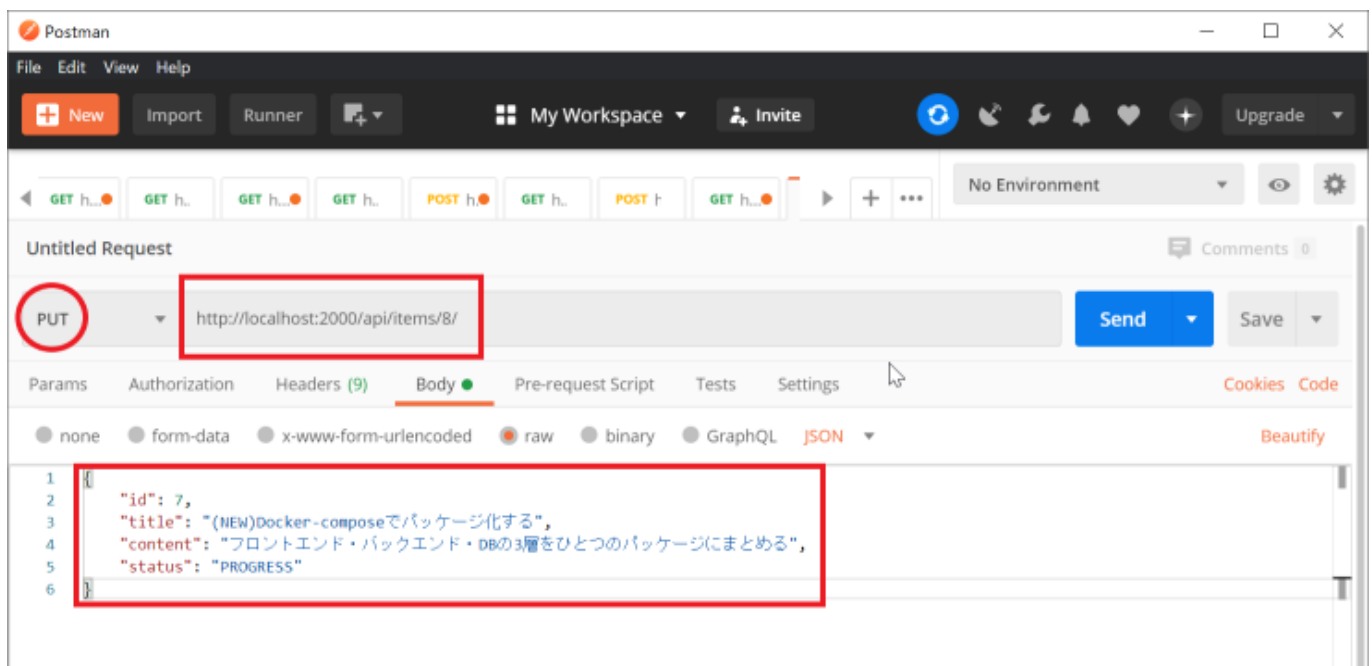 Postman
File Edit View Help
New Import Runner My Workspace Invite Upgrade
GET h... GET h.. GET h... GET h.. POST h. GET h.. POST h GET h... No Environment
Untitled Request Comments 0
PUT http://localhost:2000/api/items/8/ Send Save
Params Authorization Headers (9) Body Pre-request Script Tests Settings Cookies Code
none form-data x-www-form-urlencoded raw binary GraphQL JSON Beautify
1 {
2 "id": 7,
3 "title": "(NEW)Docker-composeでパッケージ化する",
4 "content": "フロントエンド・バックエンド・DBの3層をひとつのパッケージにまとめる",
5 "status": "PROGRESS"
6 }